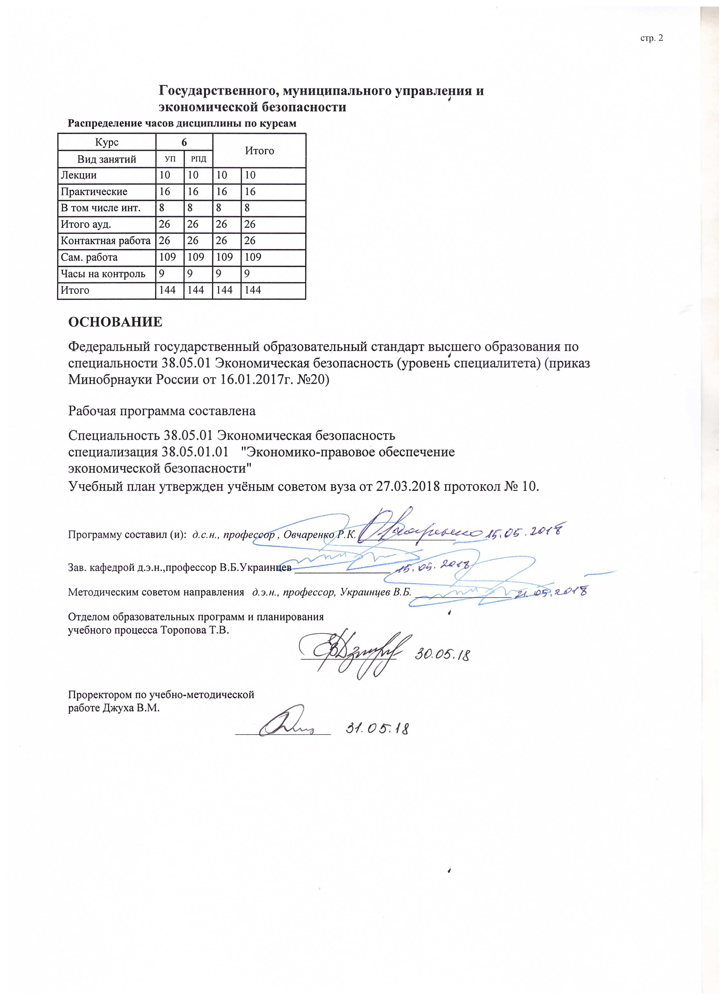 стр. 2
Государственного, муниципального управления и
экономической безопасности
Распределение часов дисциплины по курсам
Курс 6 Итого
Вид занятий УП РПД
Лекции 10 10 10 10
Практические 16 16 16 16
В том числе инт. 8 8 8 8
Итого ауд. 26 26 26 26
Контактная работа 26 26 26 26
Сам. работа 109 109 109 109
Часы на контроль 9 9 9 9
Итого 144 144 144 144
ОСНОВАНИЕ
Федеральный государственный образовательный стандарт высшего образования по
специальности 38.05.01 Экономическая безопасность (уровень специалитета) (приказ
Минобрнауки России от 16.01.2017г. №20)
Рабочая программа составлена
Специальность 38.05.01 Экономическая безопасность
специализация 38.05.01.01 "Экономико-правовое обеспечение
экономической безопасности"
Учебный план утвержден учёным советом вуза от 27.03.2018 протокол № 10.
Программу составил (и): д.с.н., профессор , Овчаренко Р.К. 15.05.2018
Зав. кафедрой д.э.н.,профессор В.Б.Украинцев 15.05.2018
Методическим советом направления д.э.н., профессор, Украинцев В.Б. 21.05.2018
Отделом образовательных программ и планирования
учебного процесса Торопова Т.В.
30.05.18
Проректором по учебно-методической
работе Джуха В.М.
31.05.18